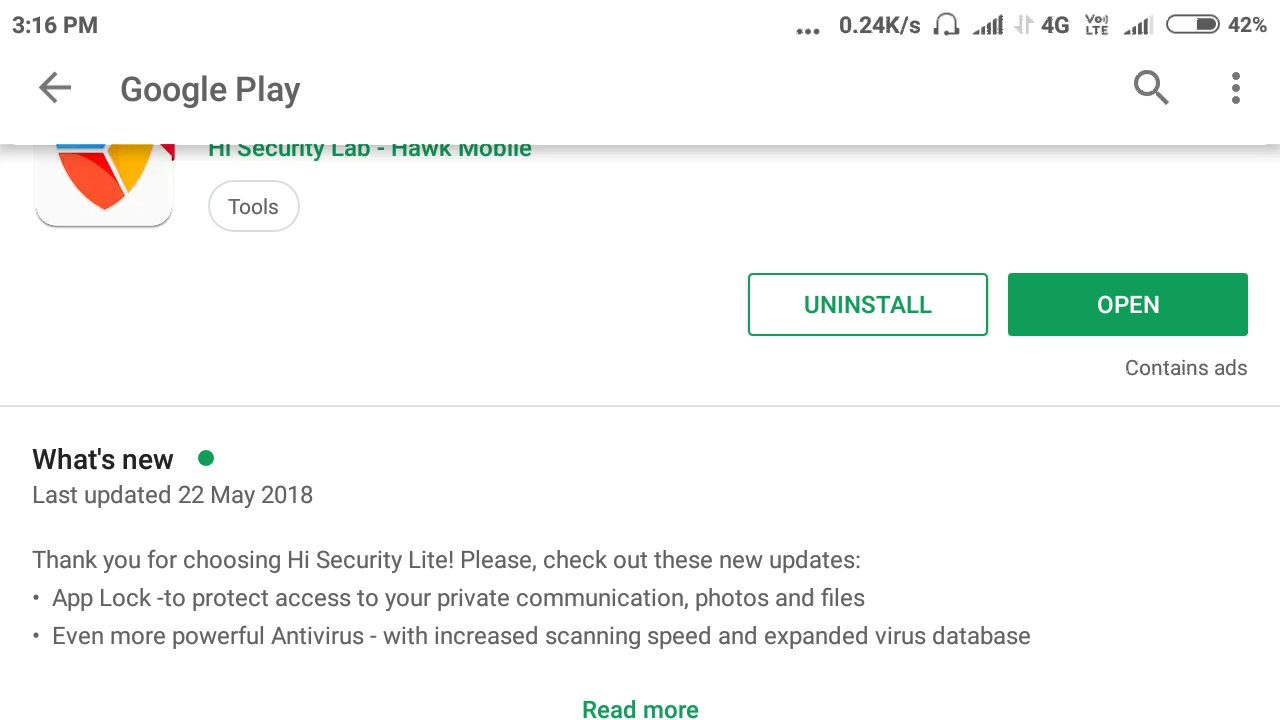 3:16 PM ... 0.24K/s 4G Vo)) LTE 42%
Google Play
Hi Security Lab - Hawk Mobile
Tools
UNINSTALL OPEN
Contains ads
What's new
Last updated 22 May 2018
Thank you for choosing Hi Security Lite! Please, check out these new updates:
• App Lock -to protect access to your private communication, photos and files
• Even more powerful Antivirus - with increased scanning speed and expanded virus database
Read more